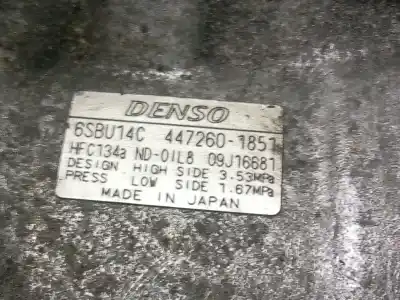 DENSO
6SBU14C 447260-1851
HFC134a ND-OIL8 09J16681
DESIGN HIGH SIDE 3.53MPa
PRESS LOW SIDE 1.67MPa
MADE IN JAPAN